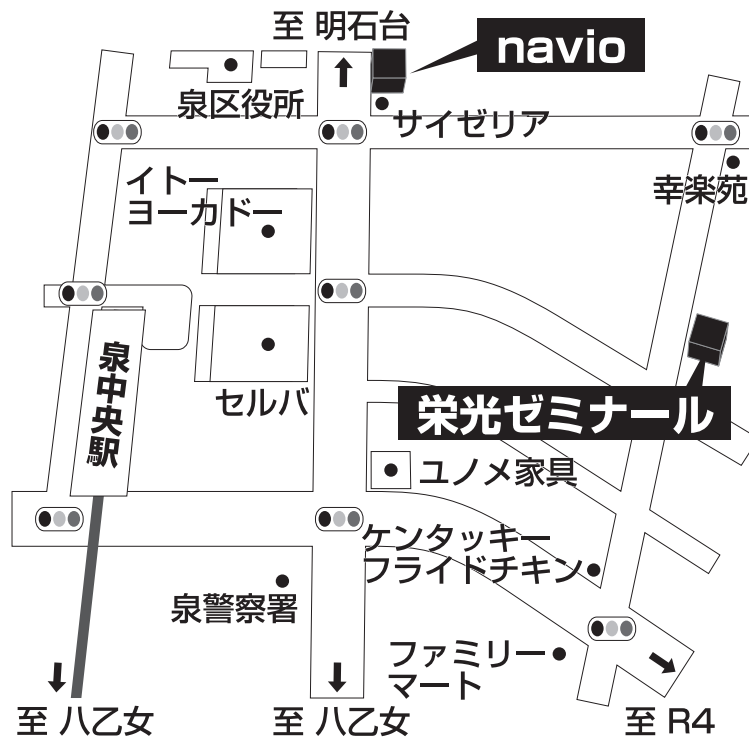 至 明石台
navio
泉区役所
サイゼリア
幸楽苑
イトー
ヨーカドー
セルバ
泉中央駅
栄光ゼミナール
ユノメ家具
ケンタッキー
フライドチキン
泉警察署
ファミリー
マート
至 八乙女
至 八乙女
至 R4